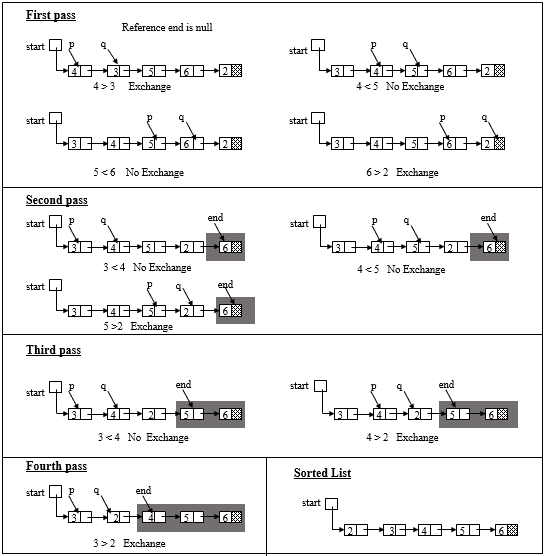 First pass
Reference end is null
start p q
4 3 5 6 2
4 > 3 Exchange
start p q
3 4 5 6 2
4 < 5 No Exchange
start p q
3 4 5 6 2
5 < 6 No Exchange
start p q
3 4 5 6 2
6 > 2 Exchange
Second pass
start p q end
3 4 5 2 6
3 < 4 No Exchange
start p q end
3 4 5 2 6
4 < 5 No Exchange
start p q end
3 4 5 2 6
5 >2 Exchange
Third pass
start p q end
3 4 2 5 6
3 < 4 No Exchange
start p q end
3 4 2 5 6
4 > 2 Exchange
Fourth pass
start p q end
3 2 4 5 6
3 > 2 Exchange
Sorted List
start
2 3 4 5 6